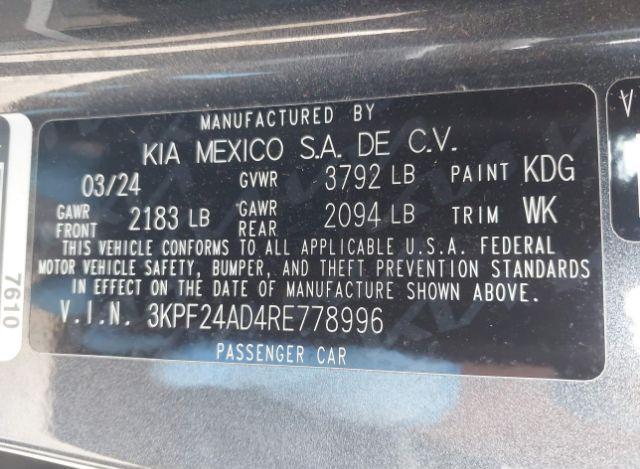 MANUFACTURED BY
KIA MEXICO S.A. DE C.V.
03/24 GVWR 3792 LB PAINT KDG
GAWR FRONT 2183 LB GAWR REAR 2094 LB TRIM WK
THIS VEHICLE CONFORMS TO ALL APPLICABLE U.S.A. FEDERAL
MOTOR VEHICLE SAFETY, BUMPER, AND THEFT PREVENTION STANDARDS
IN EFFECT ON THE DATE OF MANUFACTURE SHOWN ABOVE.
V.I.N. 3KPF24AD4RE778996
PASSENGER CAR
7610